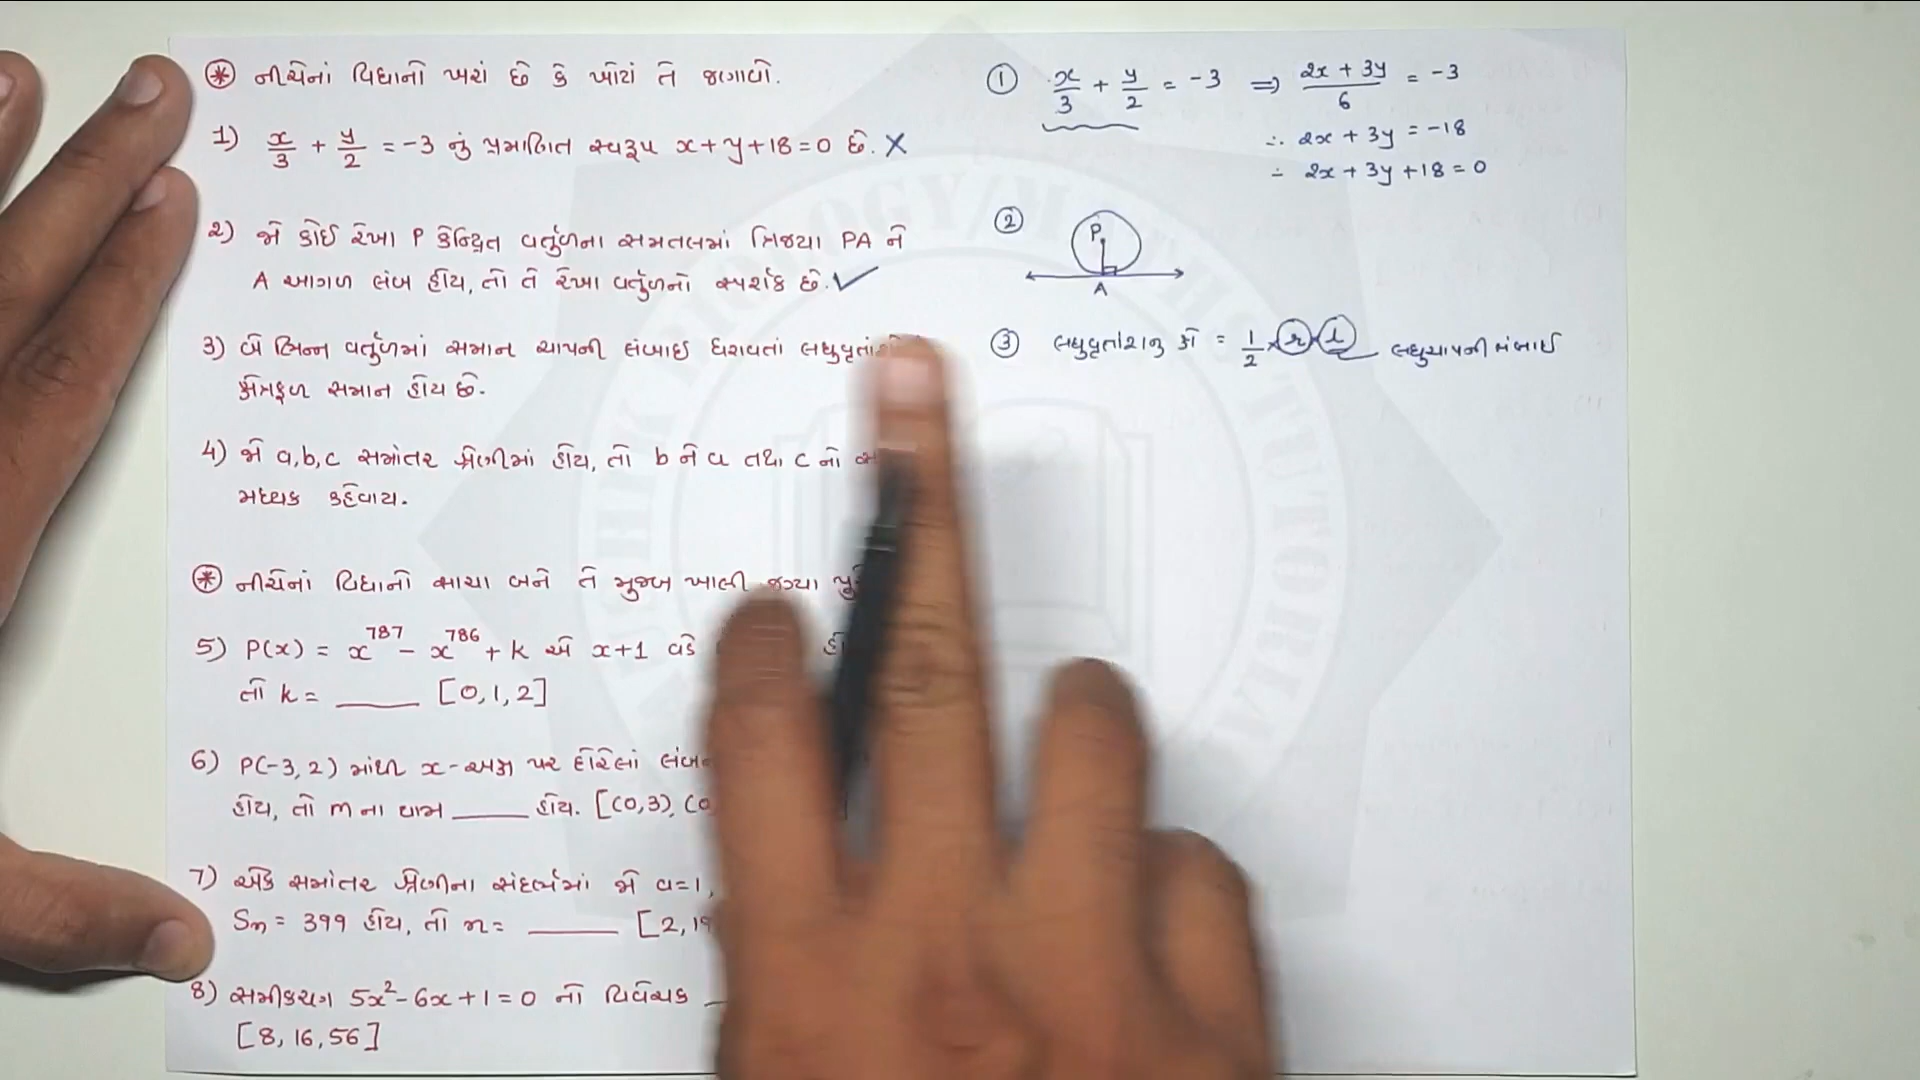 નીચેનાં વિધાનો ખરાં છે કે ખોટાં તે જણાવો.
1) x/3 + y/2 = -3 નું પ્રમાણિત સ્વરૂપ x+y+18=0 છે. X
2) જો કોઈ રેખા P કેન્દ્રિત વર્તુળના સમતલમાં ત્રિજ્યા PA ને
A આગળ લંબ હોય, તો તે રેખા વર્તુળનો સ્પર્શક છે. ✓
3) બે ભિન્ન વર્તુળમાં સમાન ચાપની લંબાઈ ધરાવતાં
ક્ષેત્રફળ સમાન હોય છે.
4) જો a,b,c સમાંતર શ્રેણીમાં હોય, તો b ને a તથા c નો
મધ્યક કહેવાય.
નીચેનાં વિધાનો સાચા બને તે મુજબ ખાલી જગ્યા
5) P(x) = x^787 - x^786 + k એ x+1 વડે
તો k = ____ [0,1,2]
6) P(-3,2) માંથી x-અક્ષ પર દોરેલાં
હોય, તો m ના યામ ____ હોય. [(0,3),
7) એક સમાંતર શ્રેણીના સંદર્ભમાં જો a=1,
Sn = 399 હોય, તો n = ____ [2,
8) સમીકરણ 5x²-6x+1=0 નો વિવેચક
[8,16,56]
① x/3 + y/2 = -3 ⇒ (2x+3y)/6 = -3
∴ 2x + 3y = -18
∴ 2x + 3y + 18 = 0
②
P
A
③ લઘુવૃતાંશનુ ક્ષે = 1/2 × r × l લઘુચાપની લંબાઈ
BIOLOGY/MATHS TUTORIAL